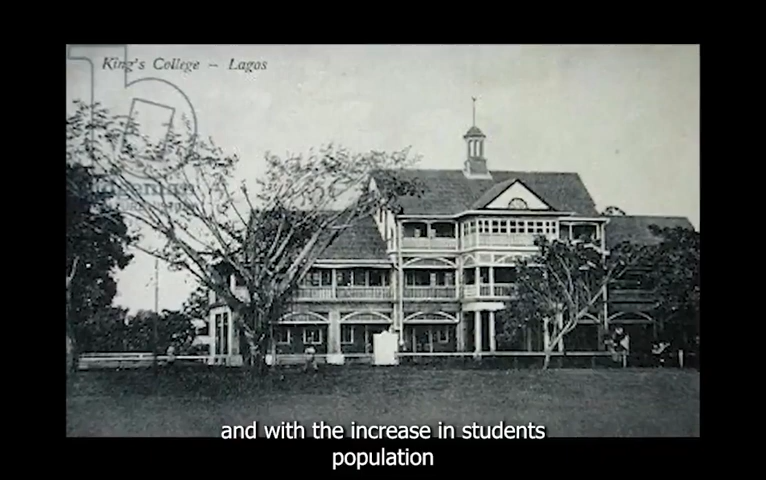 King's College – Lagos
and with the increase in students
population